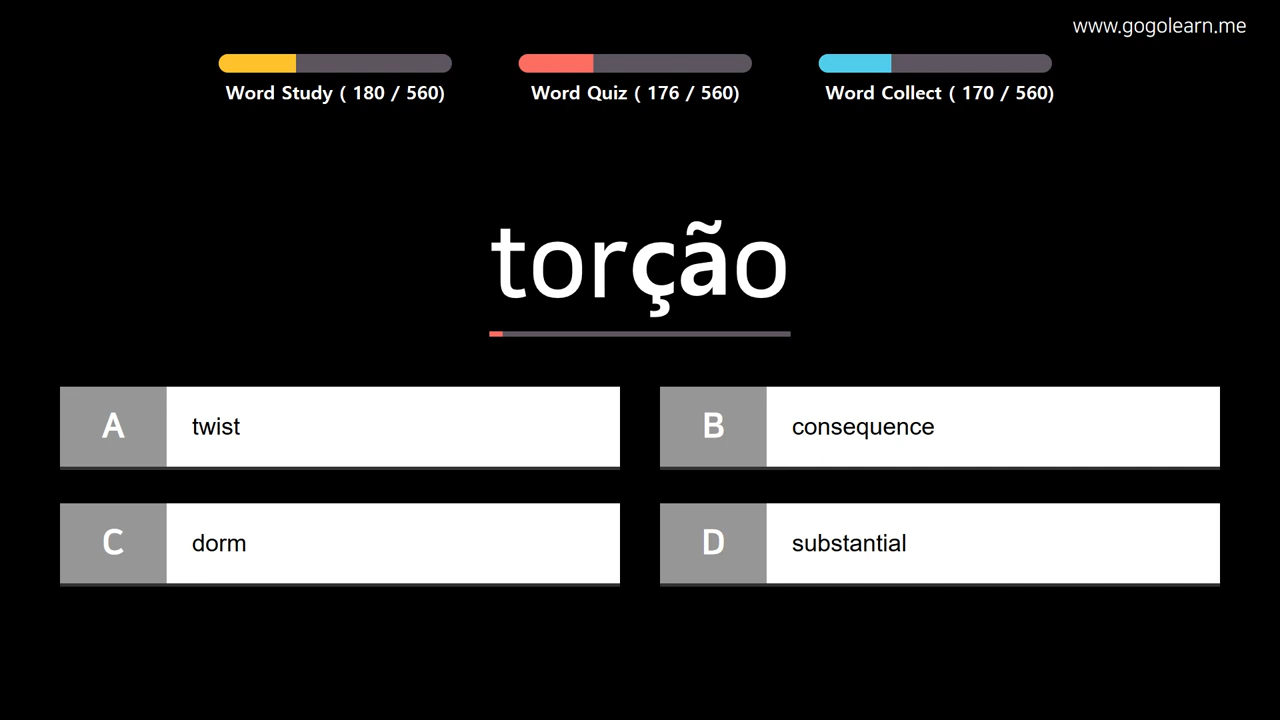 www.gogolearn.me
Word Study ( 180 / 560)
Word Quiz ( 176 / 560)
Word Collect ( 170 / 560)
torção
A twist
B consequence
C dorm
D substantial